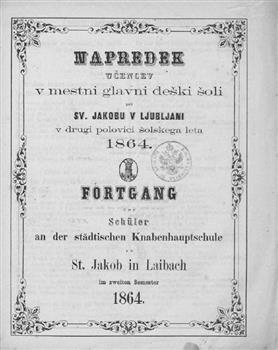 NAPREDEK
UČENCEV
v mestni glavni deški šoli
pri
SV. JAKOBU V LJUBLJANI
v drugi polovici šolskega leta
1864.
FORTGANG
der
Schüler
an der städtischen Knabenhauptschule
zu
St. Jakob in Laibach
im zweiten Semester
1864.